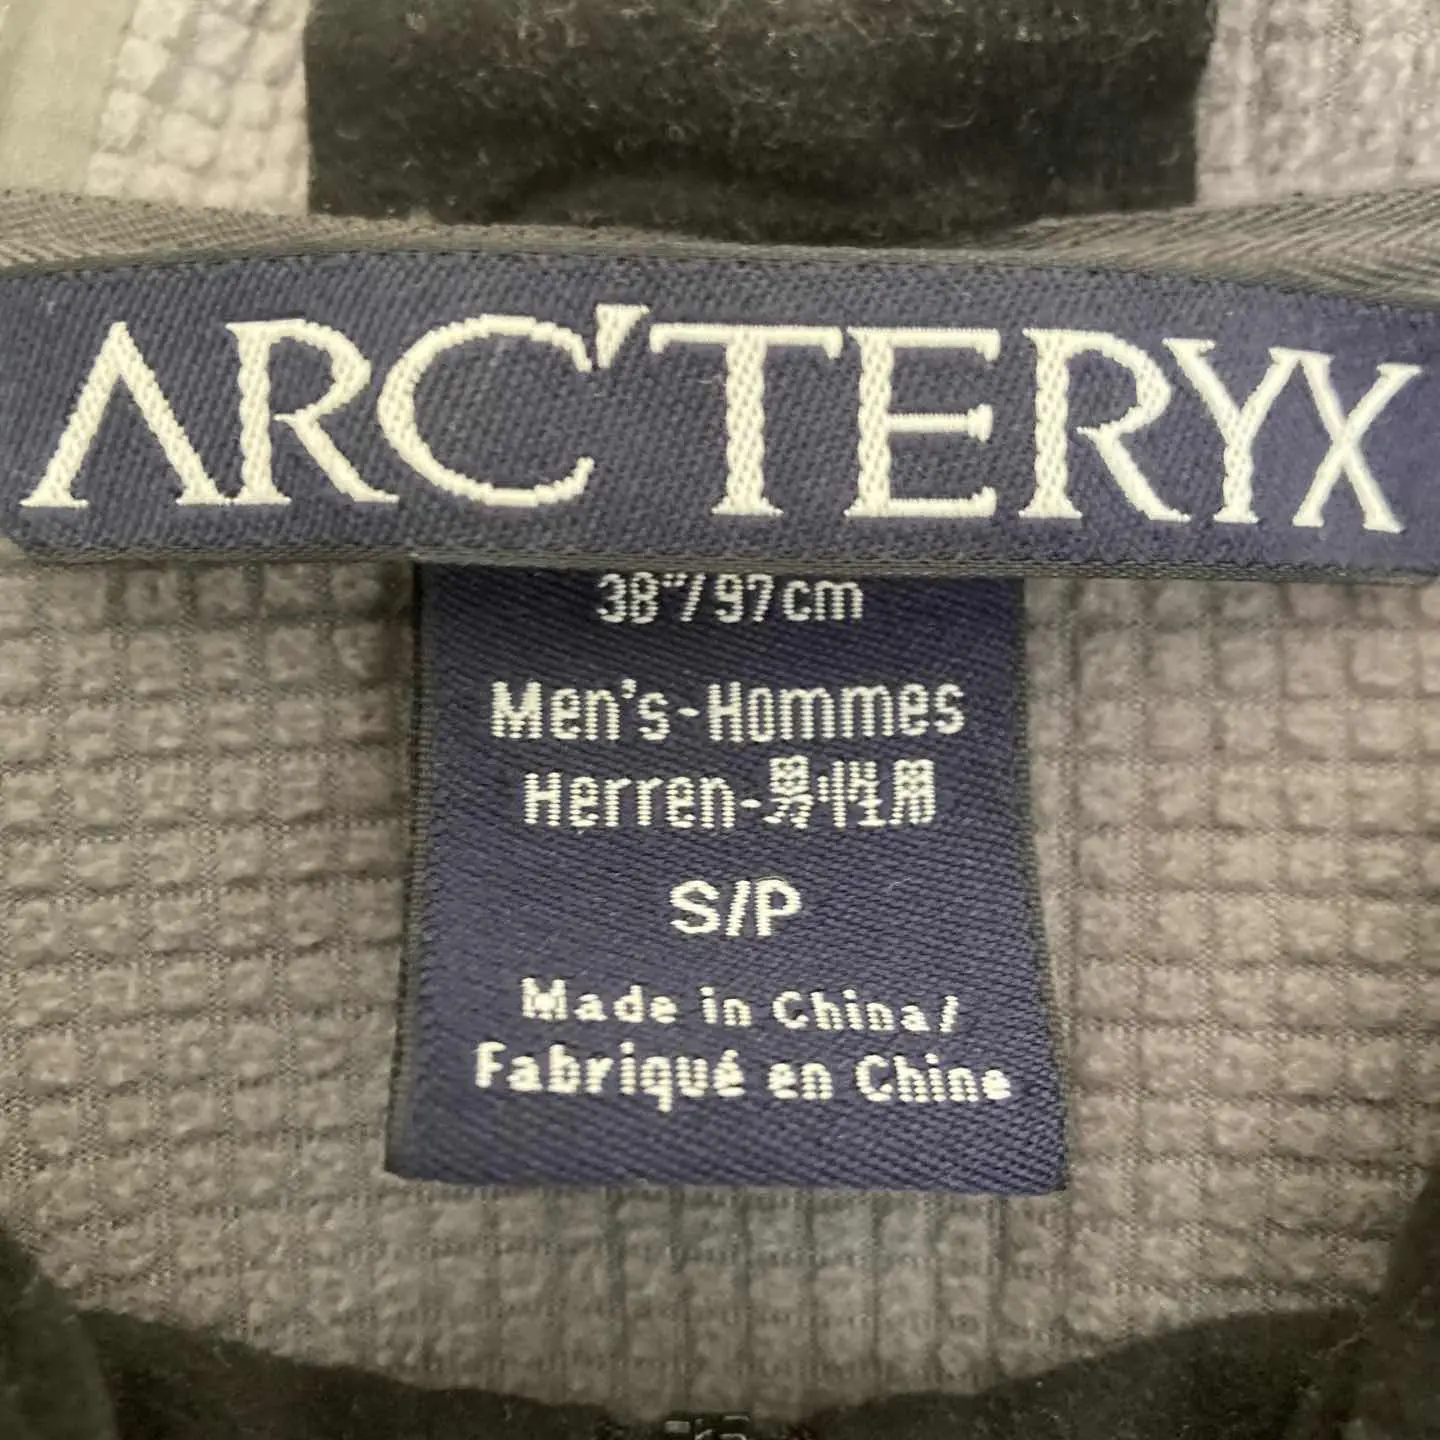 ARC'TERYX
38"/97cm
Men's-Hommes
Herren-男性用
S/P
Made in China/
Fabriqué en Chine